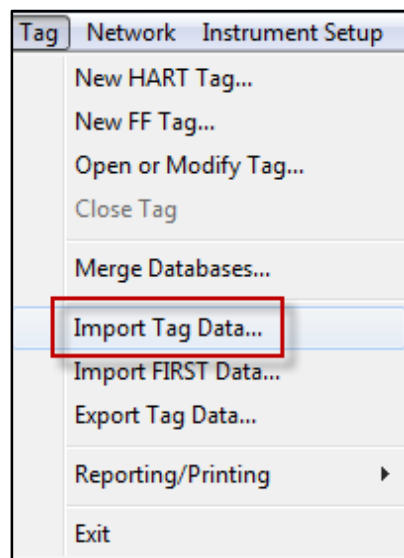 Tag Network Instrument Setup
New HART Tag...
New FF Tag...
Open or Modify Tag...
Close Tag
Merge Databases...
Import Tag Data...
Import FIRST Data...
Export Tag Data...
Reporting/Printing
Exit